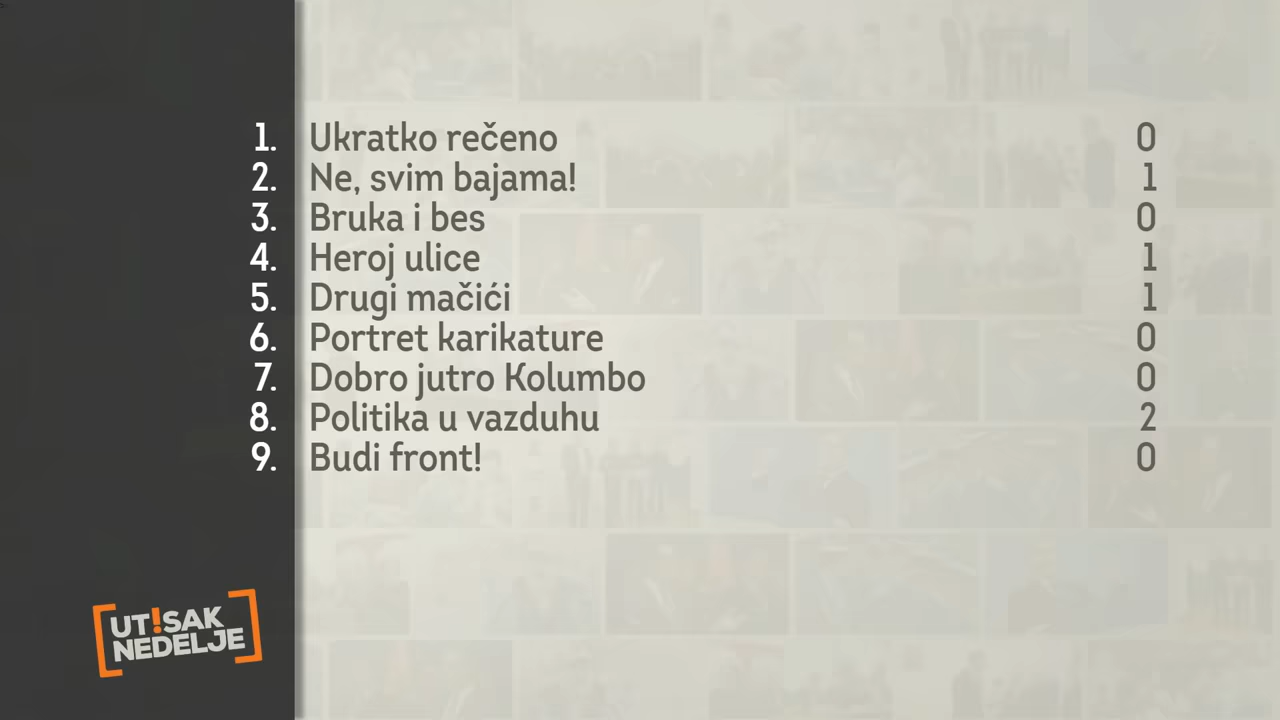 1. Ukratko rečeno 0
2. Ne, svim bajama! 1
3. Bruka i bes 0
4. Heroj ulice 1
5. Drugi mačići 1
6. Portret karikature 0
7. Dobro jutro Kolumbo 0
8. Politika u vazduhu 2
9. Budi front! 0
UT!SAK
NEDELJE